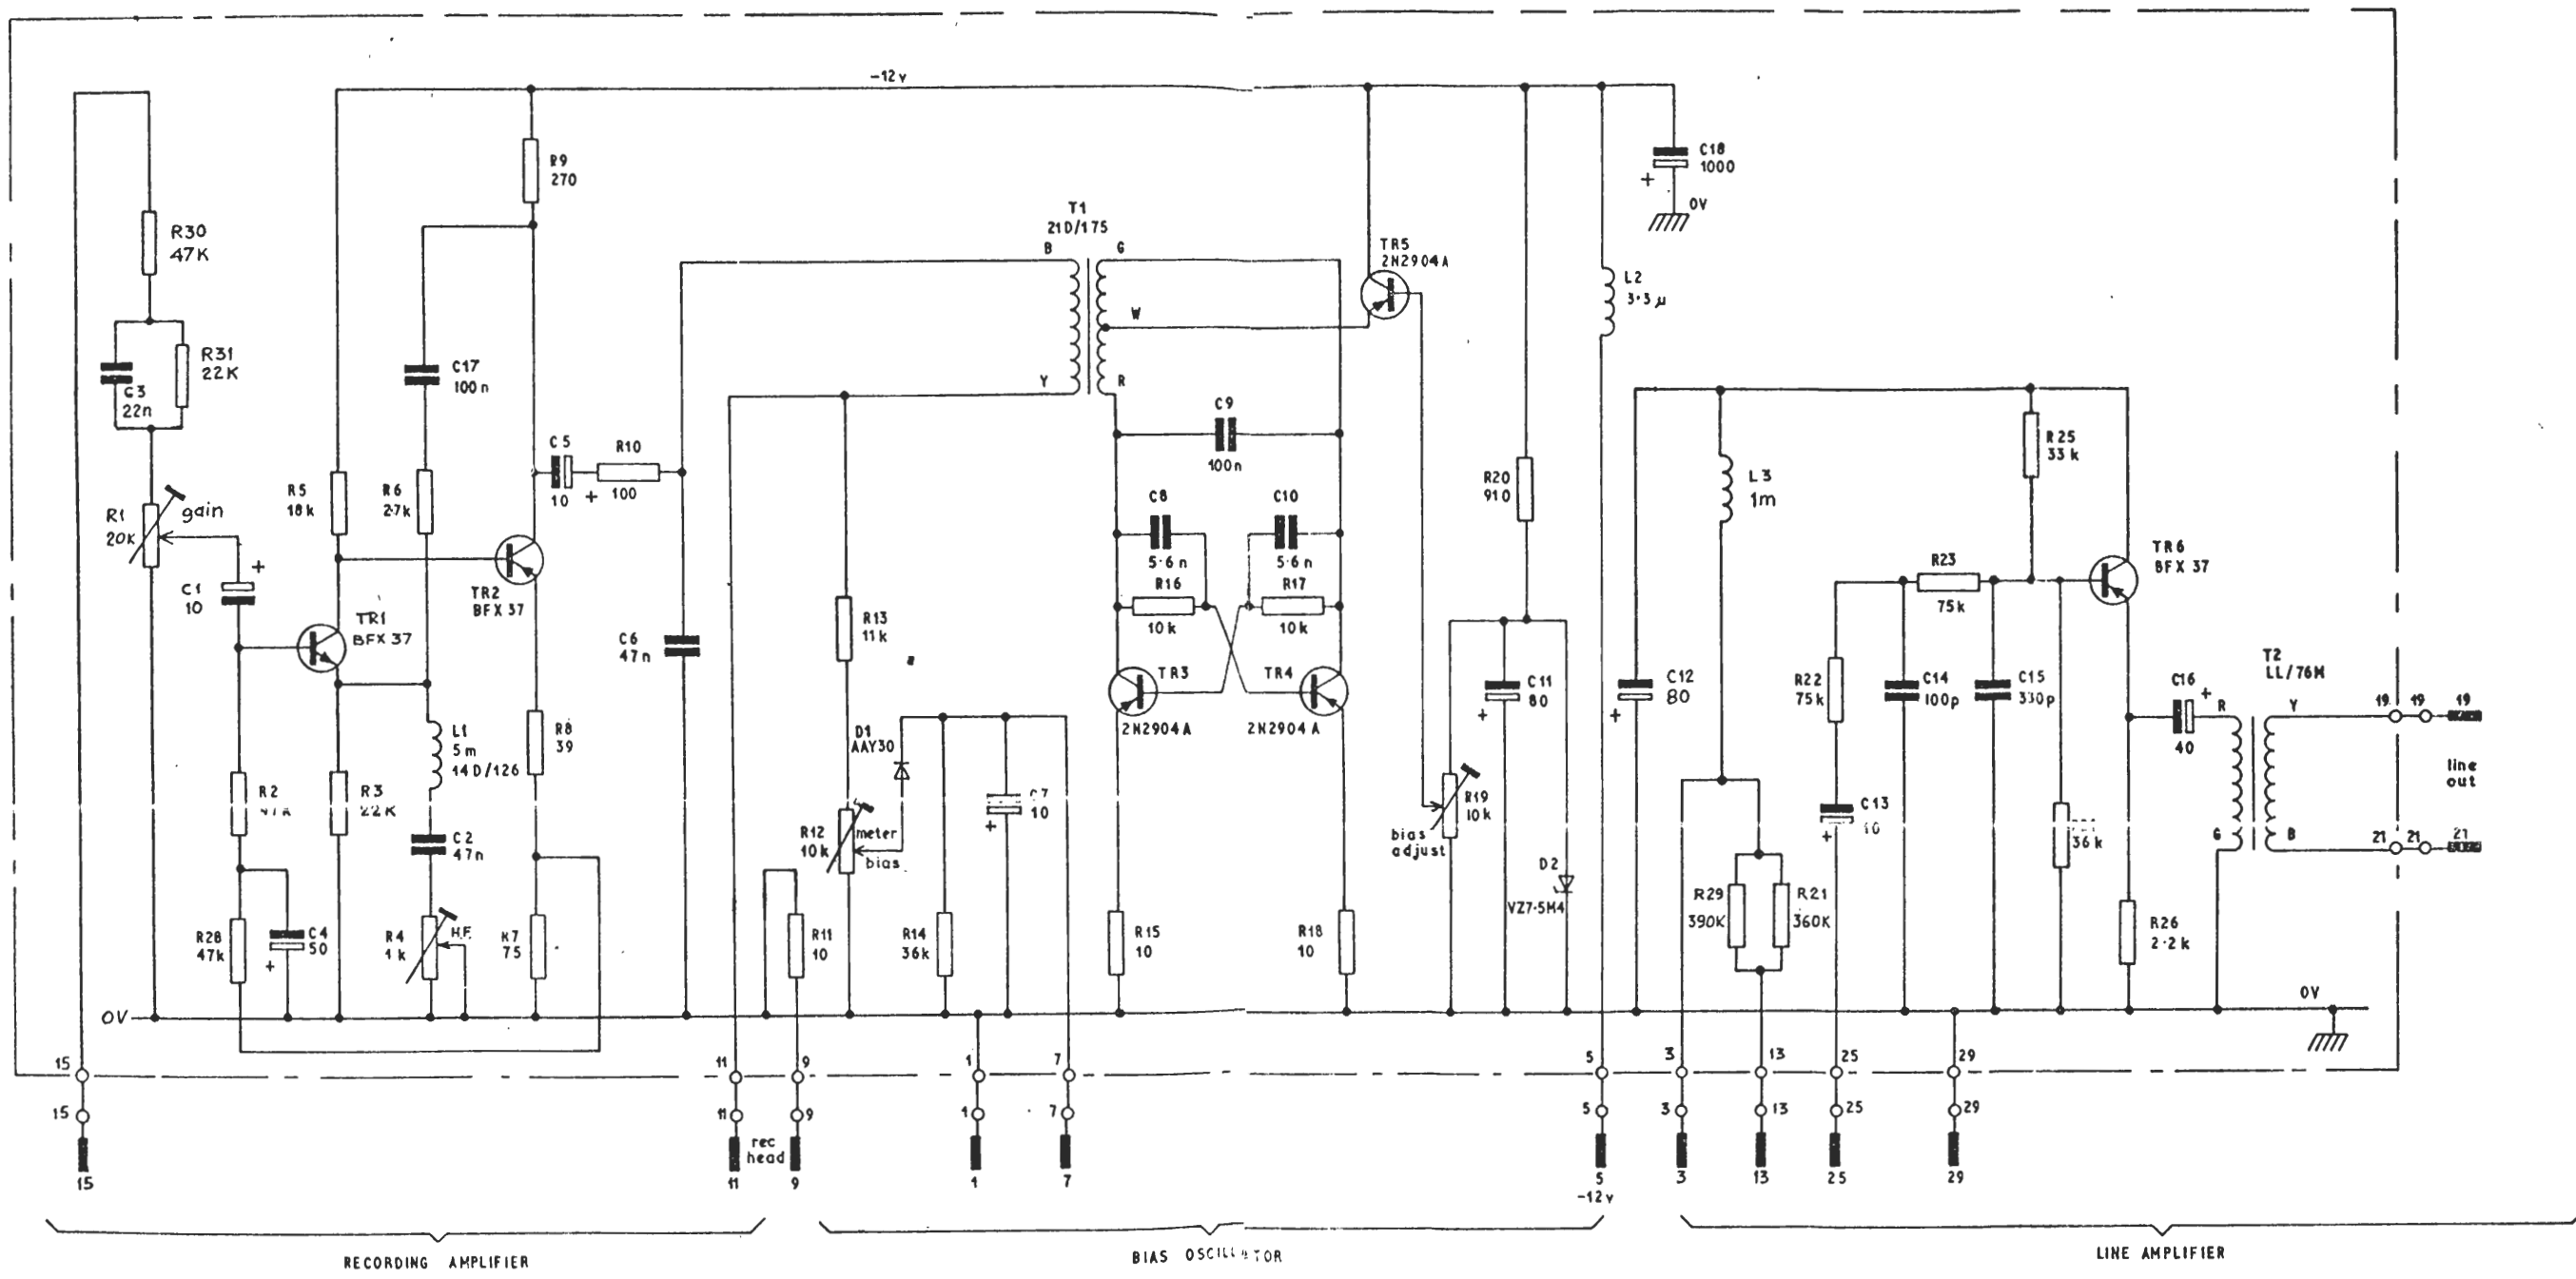 -12v
R9
270
C18
1000
+
0V
T1
21D/175
B
G
R30
47K
TR5
2N2904A
L2
3·3µ
W
R31
22K
C3
22n
C17
100n
Y
R
C9
100n
R25
33k
C5
10
+
R10
100
R5
18k
R6
2·7k
R20
910
L3
1m
C8
5·6n
C10
5·6n
R1
20K
gain
+
C1
10
TR2
BFX 37
TR6
BFX 37
R23
75k
R16
10k
R17
10k
TR1
BFX 37
R13
11k
C6
47n
TR3
2N2904A
TR4
2N2904A
C11
80
+
C12
80
+
R22
75k
C14
100p
C15
330p
C16
40
+
T2
LL/76M
R
Y
G
B
19
19
19
line
out
21
21
21
L1
5m
14D/126
R8
39
D1
AAY30
R2
R3
22K
C7
10
+
R12
10k
meter
bias
bias
adjust
R19
10k
C13
+
36k
C2
47n
D2
VZ7·5M4
R28
47k
C4
50
+
R4
1k
H.F.
R7
75
R11
10
R14
36k
R15
10
R18
10
R29
390K
R21
360K
R26
2·2k
0V
0V
15
11
9
1
7
5
3
13
25
29
15
11
9
1
7
5
3
13
25
29
rec
head
15
11
9
1
7
5
3
13
25
29
-12v
RECORDING AMPLIFIER
BIAS OSCILLATOR
LINE AMPLIFIER